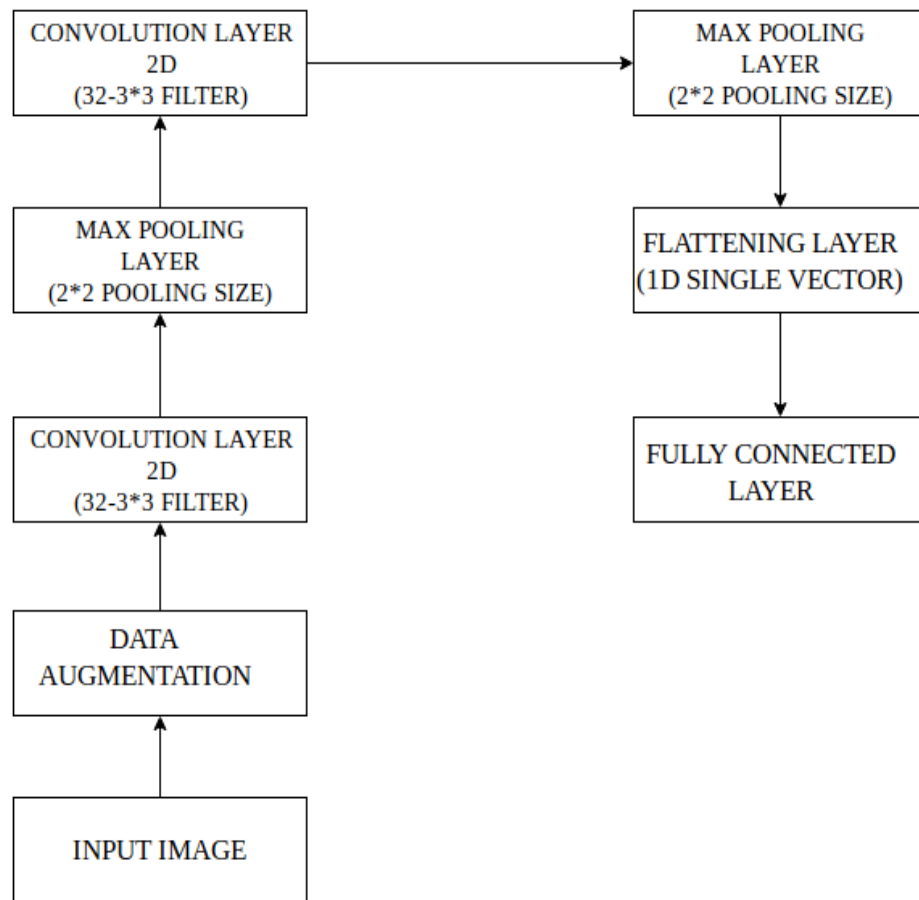 CONVOLUTION LAYER
2D
(32-3*3 FILTER)
MAX POOLING
LAYER
(2*2 POOLING SIZE)
MAX POOLING
LAYER
(2*2 POOLING SIZE)
FLATTENING LAYER
(1D SINGLE VECTOR)
CONVOLUTION LAYER
2D
(32-3*3 FILTER)
FULLY CONNECTED
LAYER
DATA
AUGMENTATION
INPUT IMAGE